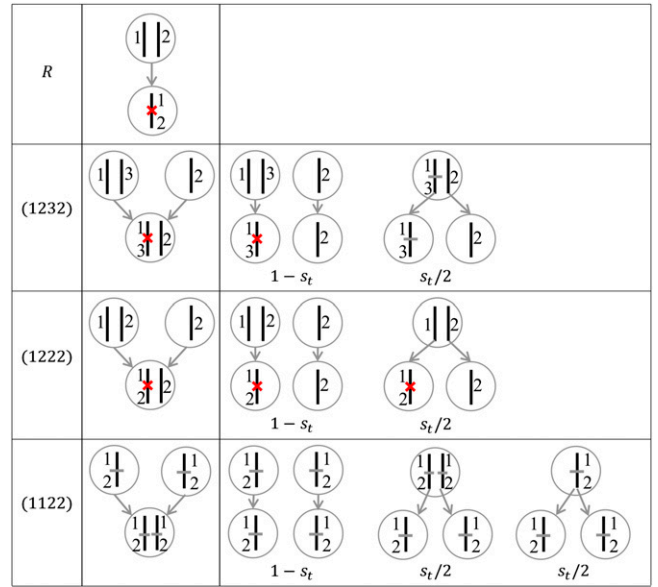 1 2
R
1
2
(1232)
1 3 2 1 3 2 1 2
3
1 2 1 2 1 2
3 3 3
1 − s_t s_t/2
(1222)
1 2 2 1 2 2 1 2
1 2 1 2 1 2
2 2 2
1 − s_t s_t/2
(1122)
1 1 1 1 1 1 1
2 2 2 2 2 2 2
1 1 1 1 1 1 1 1
2 2 2 2 2 2 2 2
1 − s_t s_t/2 s_t/2